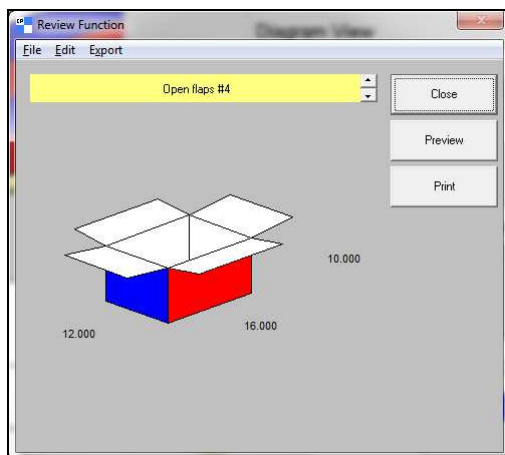 Review Function
Diagram View
File Edit Export
Open flaps #4
Close
Preview
Print
10.000
16.000
12.000